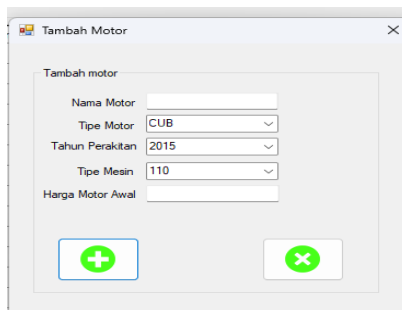 Tambah Motor
Tambah motor
Nama Motor
Tipe Motor CUB
Tahun Perakitan 2015
Tipe Mesin 110
Harga Motor Awal